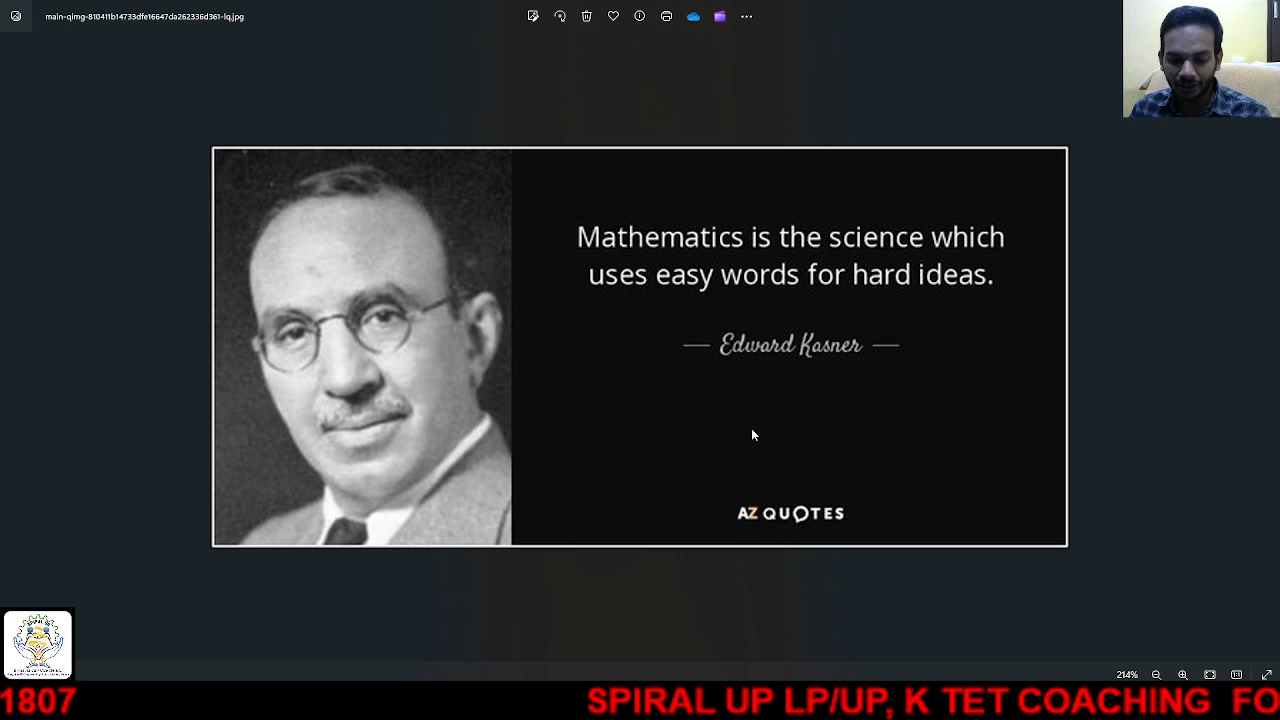 main-qimg-810411b14733dfe16647da262336d361-lq.jpg
Mathematics is the science which
uses easy words for hard ideas.
Edward Kasner
AZ QUOTES
214%
1807 SPIRAL UP LP/UP, K TET COACHING FO